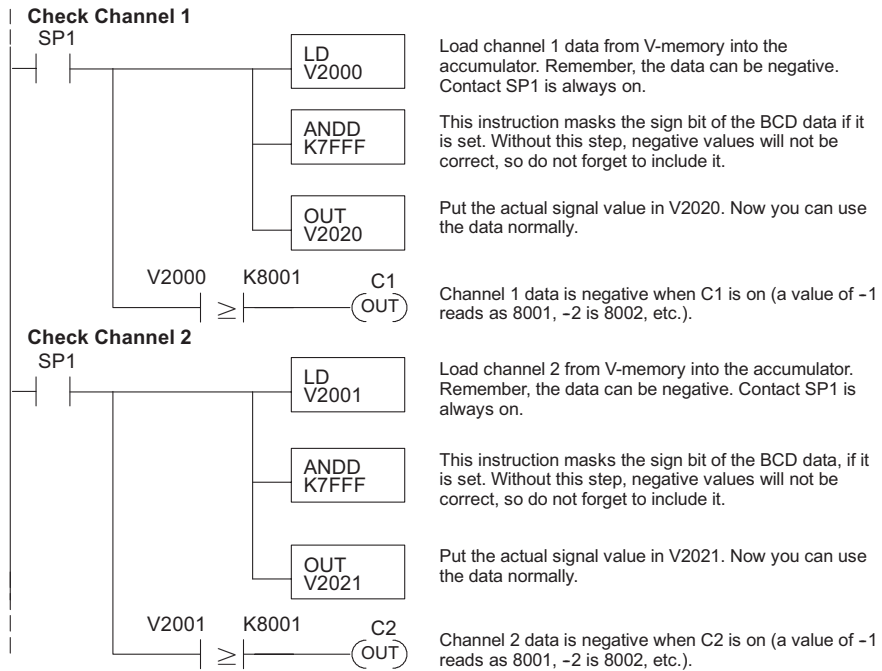 Check Channel 1
SP1
LD
V2000
Load channel 1 data from V-memory into the
accumulator. Remember, the data can be negative.
Contact SP1 is always on.
ANDD
K7FFF
This instruction masks the sign bit of the BCD data if it
is set. Without this step, negative values will not be
correct, so do not forget to include it.
OUT
V2020
Put the actual signal value in V2020. Now you can use
the data normally.
V2000 K8001 C1
≥ OUT
Channel 1 data is negative when C1 is on (a value of -1
reads as 8001, -2 is 8002, etc.).
Check Channel 2
SP1
LD
V2001
Load channel 2 from V-memory into the accumulator.
Remember, the data can be negative. Contact SP1 is
always on.
ANDD
K7FFF
This instruction masks the sign bit of the BCD data, if it
is set. Without this step, negative values will not be
correct, so do not forget to include it.
OUT
V2021
Put the actual signal value in V2021. Now you can use
the data normally.
V2001 K8001 C2
≥ OUT
Channel 2 data is negative when C2 is on (a value of -1
reads as 8001, -2 is 8002, etc.).